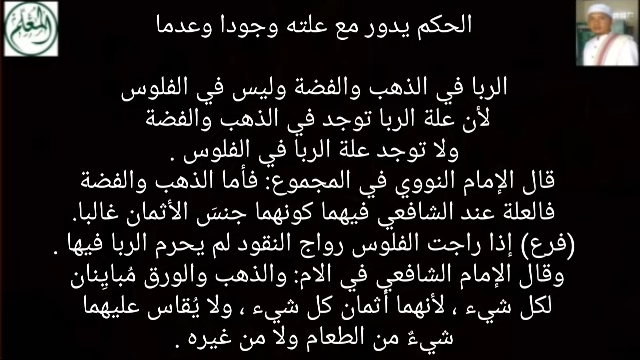 المعلم
الحكم يدور مع علته وجودا وعدما
الربا في الذهب والفضة وليس في الفلوس
لأن علة الربا توجد في الذهب والفضة
ولا توجد علة الربا في الفلوس .
قال الإمام النووي في المجموع: فأما الذهب والفضة
فالعلة عند الشافعي فيهما كونهما جنسَ الأثمان غالبا.
(فرع) إذا راجت الفلوس رواج النقود لم يحرم الربا فيها .
وقال الإمام الشافعي في الام: والذهب والورق مُبايِنان
لكل شيء ، لأنهما أثمان كل شيء ، ولا يُقاس عليهما
شيءٌ من الطعام ولا من غيره .